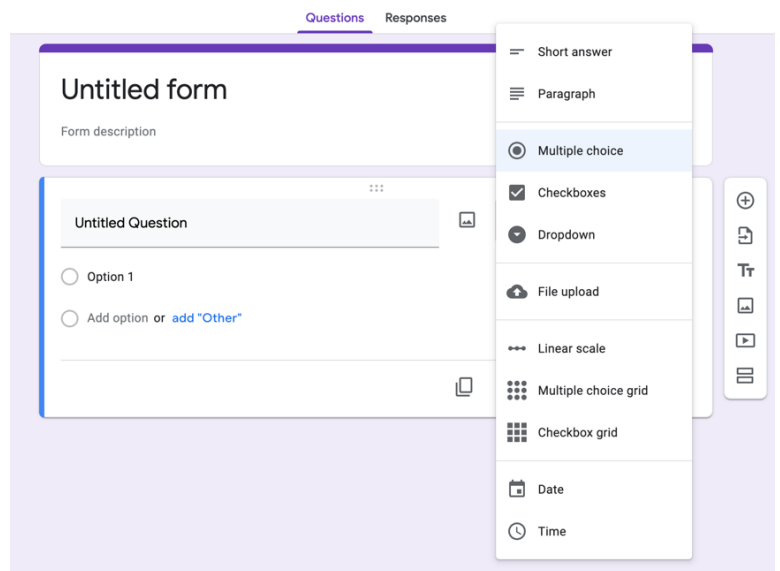 Questions Responses
Untitled form
Form description
Untitled Question
Option 1
Add option or add "Other"
Short answer
Paragraph
Multiple choice
Checkboxes
Dropdown
File upload
Linear scale
Multiple choice grid
Checkbox grid
Date
Time
Tт